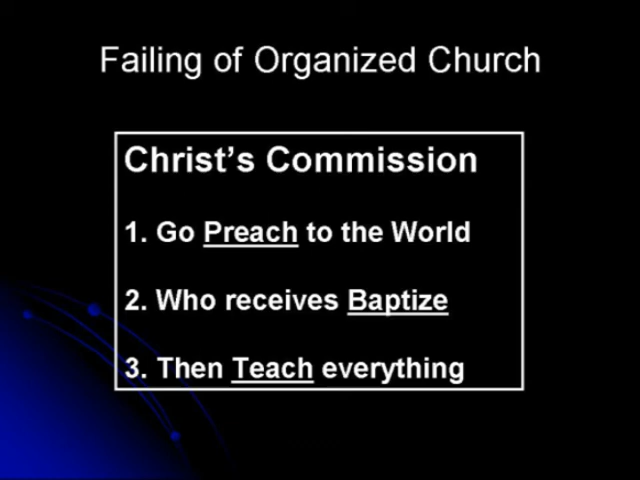 Failing of Organized Church
Christ's Commission
1. Go Preach to the World
2. Who receives Baptize
3. Then Teach everything